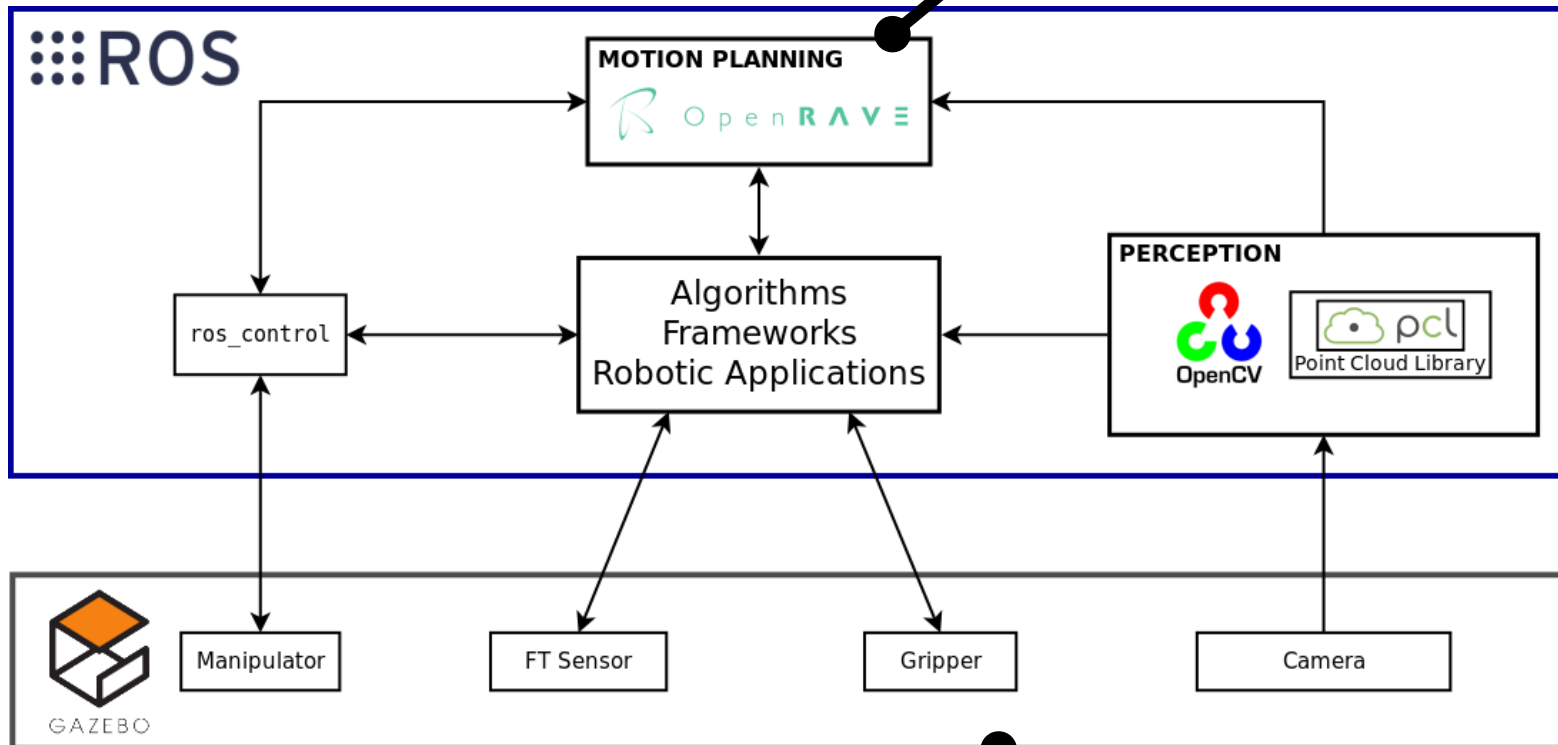 ROS
MOTION PLANNING
OpenRAVE
PERCEPTION
Algorithms
Frameworks
Robotic Applications
ros_control
OpenCV
pcl
Point Cloud Library
Manipulator
FT Sensor
Gripper
Camera
GAZEBO